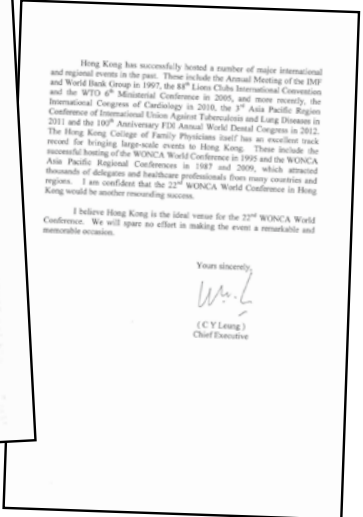 Hong Kong has successfully hosted a number of major international
and regional events in the past. These include the Annual Meeting of the IMF
and World Bank Group in 1997, the 88th Lions Clubs International Convention
and the WTO 6th Ministerial Conference in 2005, and more recently, the
International Congress of Cardiology in 2010, the 3rd Asia Pacific Region
Conference of International Union Against Tuberculosis and Lung Diseases in
2011 and the 100th Anniversary FDI Annual World Dental Congress in 2012.
The Hong Kong College of Family Physicians itself has an excellent track
record for bringing large-scale events to Hong Kong. These include the
successful hosting of the WONCA World Conference in 1995 and the WONCA
Asia Pacific Regional Conferences in 1987 and 2009, which attracted
thousands of delegates and healthcare professionals from many countries and
regions. I am confident that the 22nd WONCA World Conference in Hong
Kong would be another resounding success.
I believe Hong Kong is the ideal venue for the 22nd WONCA World
Conference. We will spare no effort in making the event a remarkable and
memorable occasion.
Yours sincerely,
( C Y Leung )
Chief Executive